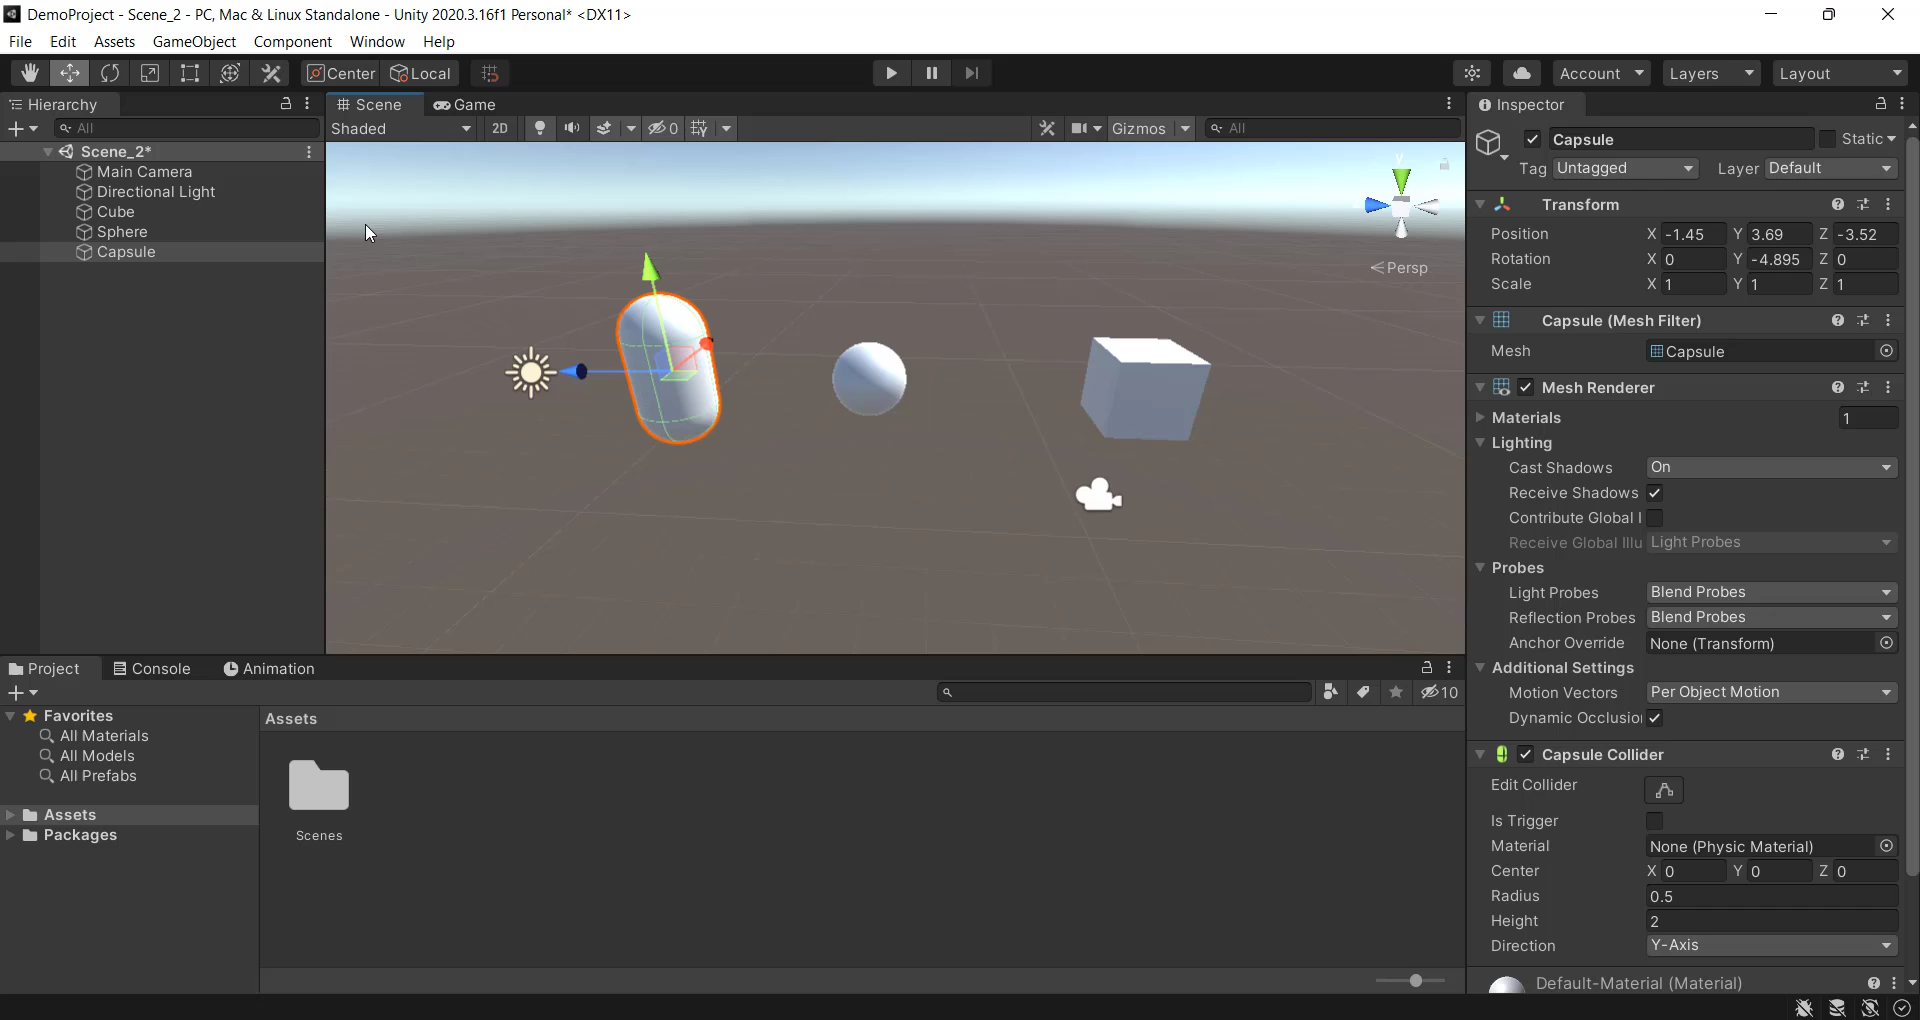 DemoProject - Scene_2 - PC, Mac & Linux Standalone - Unity 2020.3.16f1 Personal* <DX11>
File Edit Assets GameObject Component Window Help
Center Local Account Layers Layout
Hierarchy
All
Scene_2*
Main Camera
Directional Light
Cube
Sphere
Capsule
Scene Game
Shaded 2D 0 Gizmos All
y
Persp
Inspector
Capsule Static
Tag Untagged Layer Default
Transform
Position X -1.45 Y 3.69 Z -3.52
Rotation X 0 Y -4.895 Z 0
Scale X 1 Y 1 Z 1
Capsule (Mesh Filter)
Mesh Capsule
Mesh Renderer
Materials 1
Lighting
Cast Shadows On
Receive Shadows
Contribute Global I
Receive Global Illu Light Probes
Probes
Light Probes Blend Probes
Reflection Probes Blend Probes
Anchor Override None (Transform)
Additional Settings
Motion Vectors Per Object Motion
Dynamic Occlusio
Capsule Collider
Edit Collider
Is Trigger
Material None (Physic Material)
Center X 0 Y 0 Z 0
Radius 0.5
Height 2
Direction Y-Axis
Default-Material (Material)
Project Console Animation
10
Favorites
All Materials
All Models
All Prefabs
Assets
Packages
Assets
Scenes